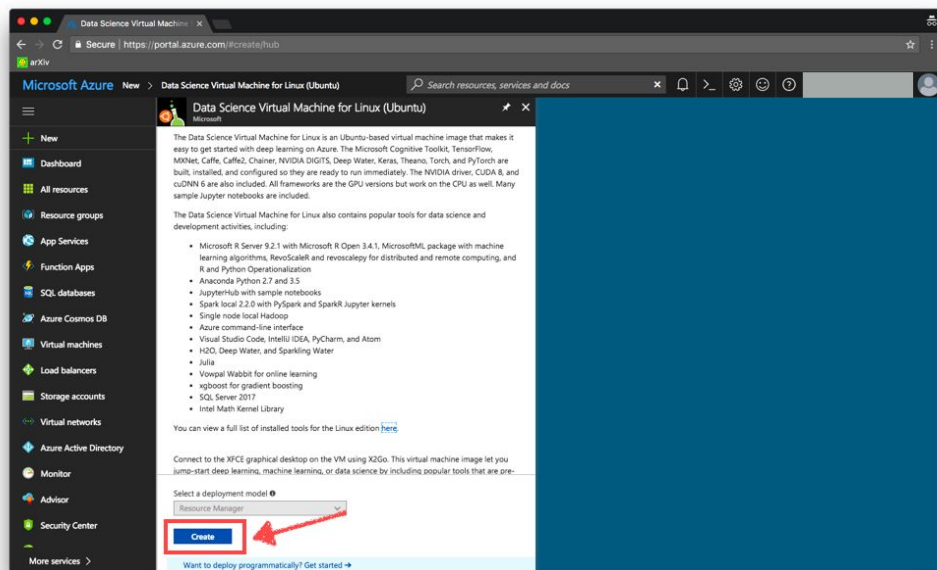 Data Science Virtual Machine
Secure | https://portal.azure.com/#create/hub
arXiv
Microsoft Azure New > Data Science Virtual Machine for Linux (Ubuntu)
Search resources, services and docs
Data Science Virtual Machine for Linux (Ubuntu)
Microsoft
New
Dashboard
All resources
Resource groups
App Services
Function Apps
SQL databases
Azure Cosmos DB
Virtual machines
Load balancers
Storage accounts
Virtual networks
Azure Active Directory
Monitor
Advisor
Security Center
More services >
The Data Science Virtual Machine for Linux is an Ubuntu-based virtual machine image that makes it
easy to get started with deep learning on Azure. The Microsoft Cognitive Toolkit, TensorFlow,
MXNet, Caffe, Caffe2, Chainer, NVIDIA DIGITS, Deep Water, Keras, Theano, Torch, and PyTorch are
built, installed, and configured so they are ready to run immediately. The NVIDIA driver, CUDA 8, and
cuDNN 6 are also included. All frameworks are the GPU versions but work on the CPU as well. Many
sample Jupyter notebooks are included.
The Data Science Virtual Machine for Linux also contains popular tools for data science and
development activities, including:
• Microsoft R Server 9.2.1 with Microsoft R Open 3.4.1, MicrosoftML package with machine
learning algorithms, RevoScaleR and revoscalepy for distributed and remote computing, and
R and Python Operationalization
• Anaconda Python 2.7 and 3.5
• JupyterHub with sample notebooks
• Spark local 2.2.0 with PySpark and SparkR Jupyter kernels
• Single node local Hadoop
• Azure command-line interface
• Visual Studio Code, IntelliJ IDEA, PyCharm, and Atom
• H2O, Deep Water, and Sparkling Water
• Julia
• Vowpal Wabbit for online learning
• xgboost for gradient boosting
• SQL Server 2017
• Intel Math Kernel Library
You can view a full list of installed tools for the Linux edition here.
Connect to the XFCE graphical desktop on the VM using X2Go. This virtual machine image let you
jump-start deep learning, machine learning, or data science by including popular tools that are pre-
Select a deployment model
Resource Manager
Create
Want to deploy programmatically? Get started →